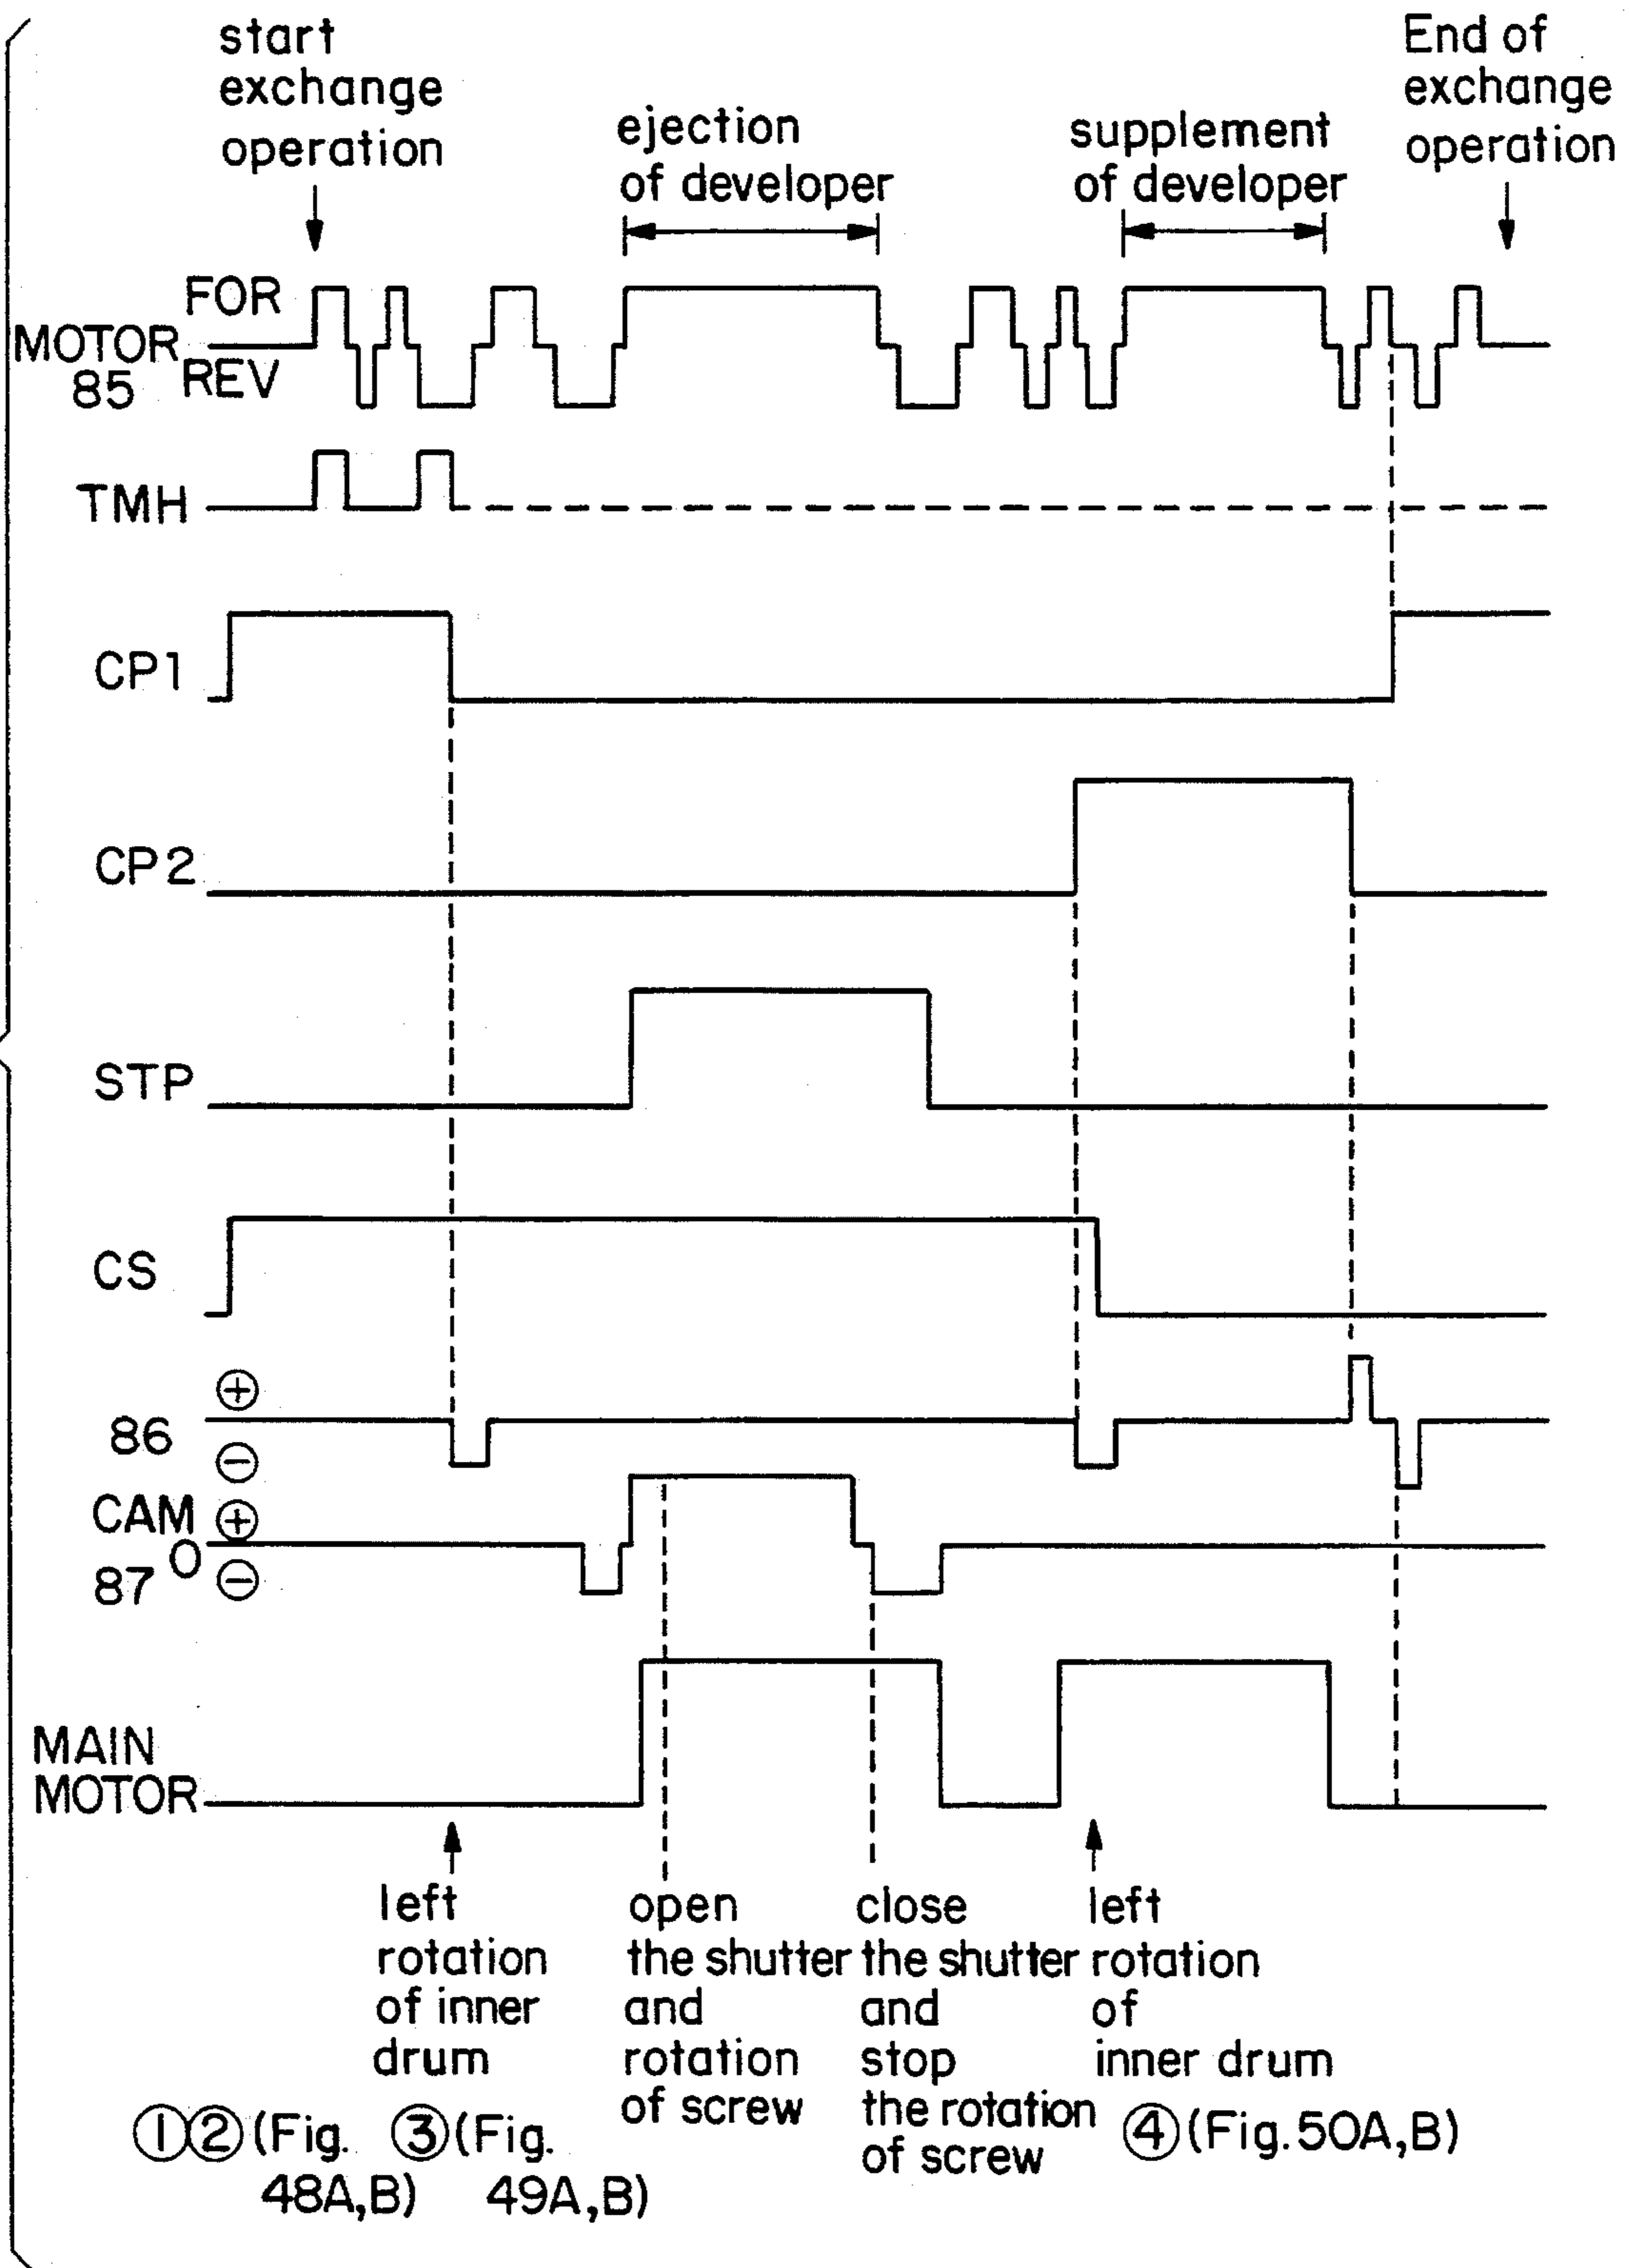 start
exchange
operation
ejection
of developer
supplement
of developer
End of
exchange
operation
FOR
MOTOR
85
REV
TMH
CP1
CP2
STP
CS
⊕
86
⊖
CAM ⊕
0
87 ⊖
MAIN
MOTOR
left
rotation
of inner
drum
open
the shutter
and
rotation
of screw
close
the shutter
and
stop
the rotation
of screw
left
rotation
of
inner drum
①② (Fig.
48A,B)
③ (Fig.
49A,B)
④ (Fig. 50A,B)